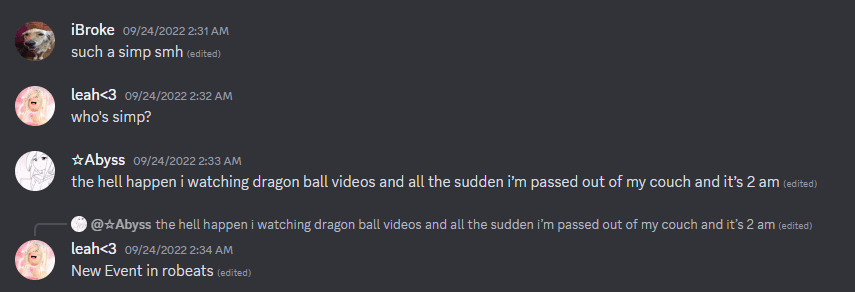 iBroke 09/24/2022 2:31 AM
such a simp smh (edited)
leah<3 09/24/2022 2:32 AM
who's simp?
☆Abyss 09/24/2022 2:33 AM
the hell happen i watching dragon ball videos and all the sudden i’m passed out of my couch and it’s 2 am (edited)
@☆Abyss the hell happen i watching dragon ball videos and all the sudden i’m passed out of my couch and it’s 2 am (edited)
leah<3 09/24/2022 2:34 AM
New Event in robeats (edited)